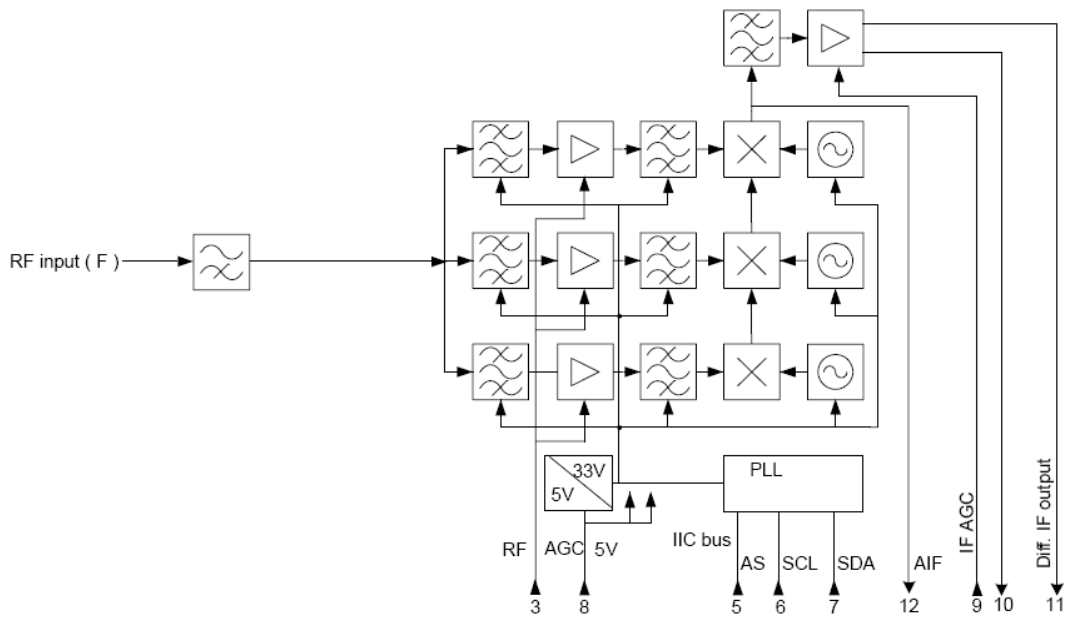 RF input ( F )
33V
5V
PLL
RF AGC 5V
IIC bus
AS SCL SDA AIF
IF AGC
Diff. IF output
3 8 5 6 7 12 9 10 11